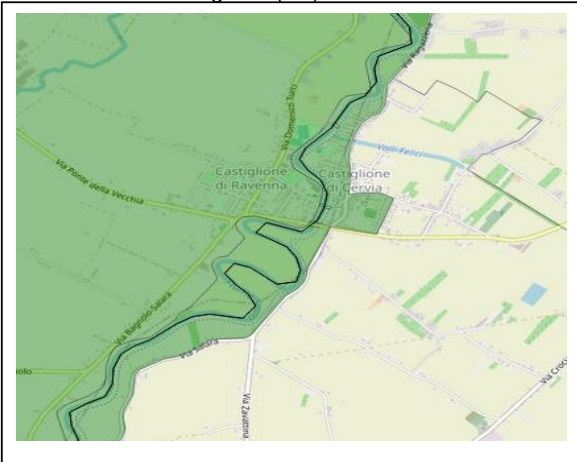 Via Ragazzena
Via Domenico Turci
Valli Felici
Castiglione
di Ravenna
Castiglione
di Cervia
Via Ponte della Vecchia
Via Bagnolo-Salara
Via Salara
Via Zavattina
Via Croci